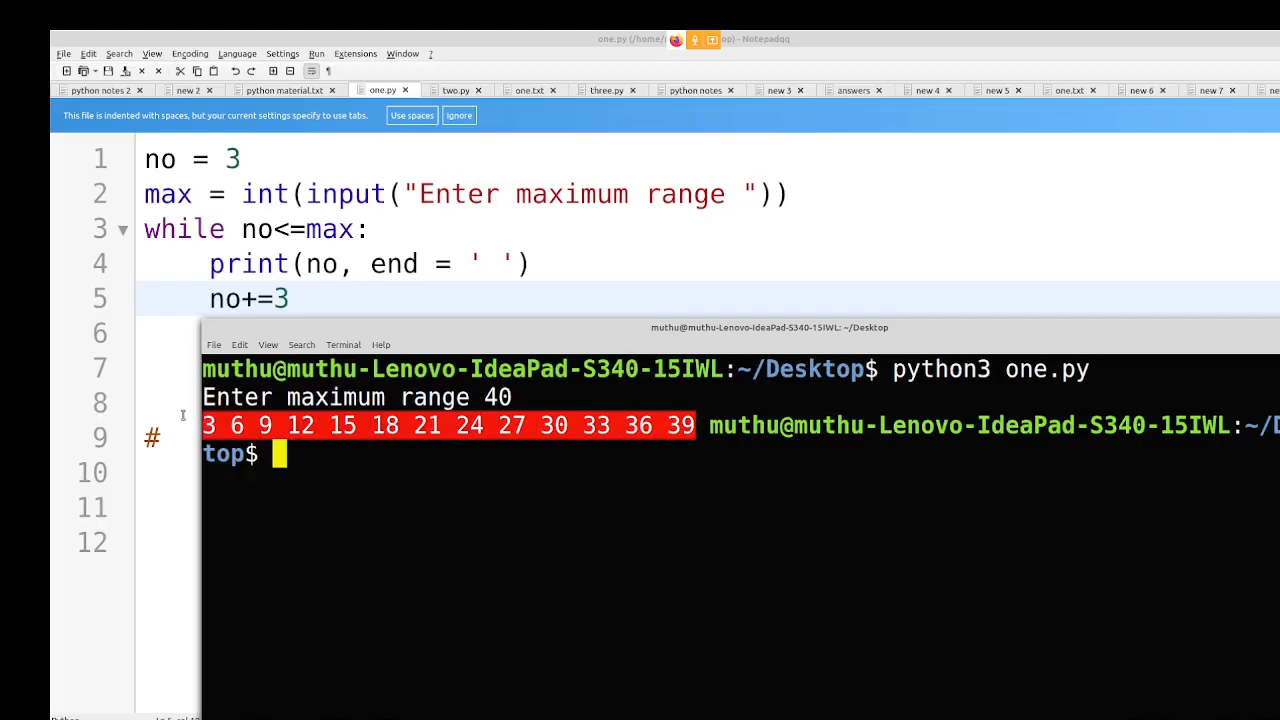 one.py (/home/ op) - Notepadqq
File Edit Search View Encoding Language Settings Run Extensions Window ?
python notes 2 new 2 python material.txt one.py two.py one.txt three.py python notes new 3 answers new 4 new 5 one.txt new 6 new 7 new
This file is indented with spaces, but your current settings specify to use tabs. Use spaces Ignore
1 no = 3
2 max = int(input("Enter maximum range "))
3 while no<=max:
4 print(no, end = ' ')
5 no+=3
6
muthu@muthu-Lenovo-IdeaPad-S340-15IWL: ~/Desktop
File Edit View Search Terminal Help
7
muthu@muthu-Lenovo-IdeaPad-S340-15IWL:~/Desktop$ python3 one.py
8
Enter maximum range 40
3 6 9 12 15 18 21 24 27 30 33 36 39 muthu@muthu-Lenovo-IdeaPad-S340-15IWL:~/D
9 #
top$
10
11
12